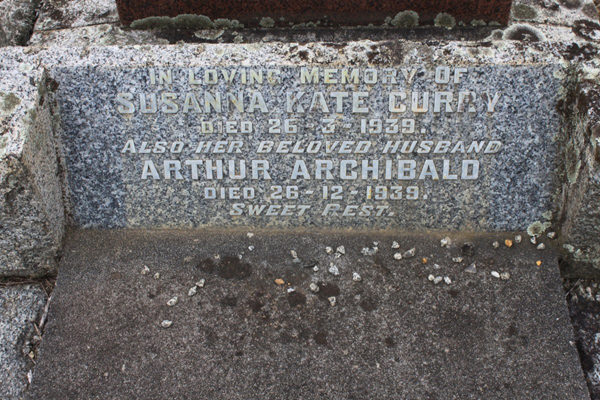 IN LOVING MEMORY OF
SUSANNA KATE CURRY
DIED 26-3-1939.
ALSO HER BELOVED HUSBAND
ARTHUR ARCHIBALD
DIED 26-12-1939.
SWEET REST.